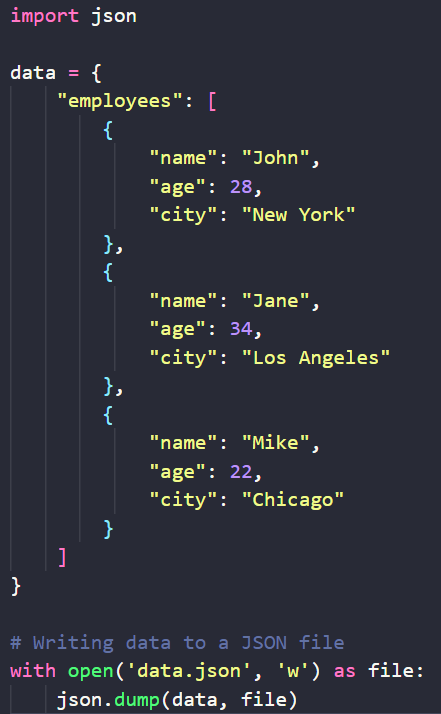 import json
data = {
"employees": [
{
"name": "John",
"age": 28,
"city": "New York"
},
{
"name": "Jane",
"age": 34,
"city": "Los Angeles"
},
{
"name": "Mike",
"age": 22,
"city": "Chicago"
}
]
}
# Writing data to a JSON file
with open('data.json', 'w') as file:
json.dump(data, file)